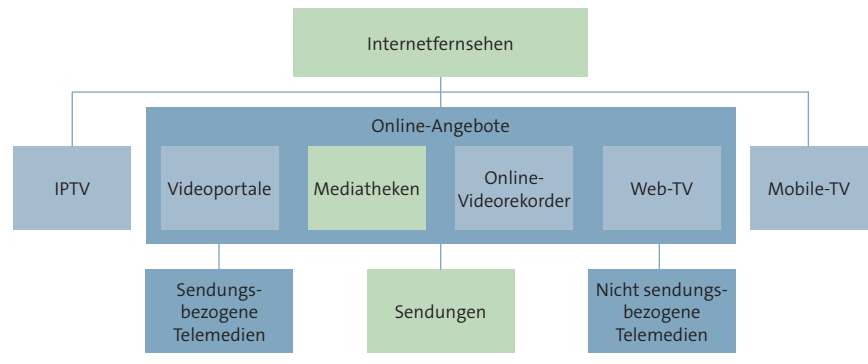 Internetfernsehen
Online-Angebote
IPTV
Videoportale
Mediatheken
Online-
Videorekorder
Web-TV
Mobile-TV
Sendungs-
bezogene
Telemedien
Sendungen
Nicht sendungs-
bezogene
Telemedien